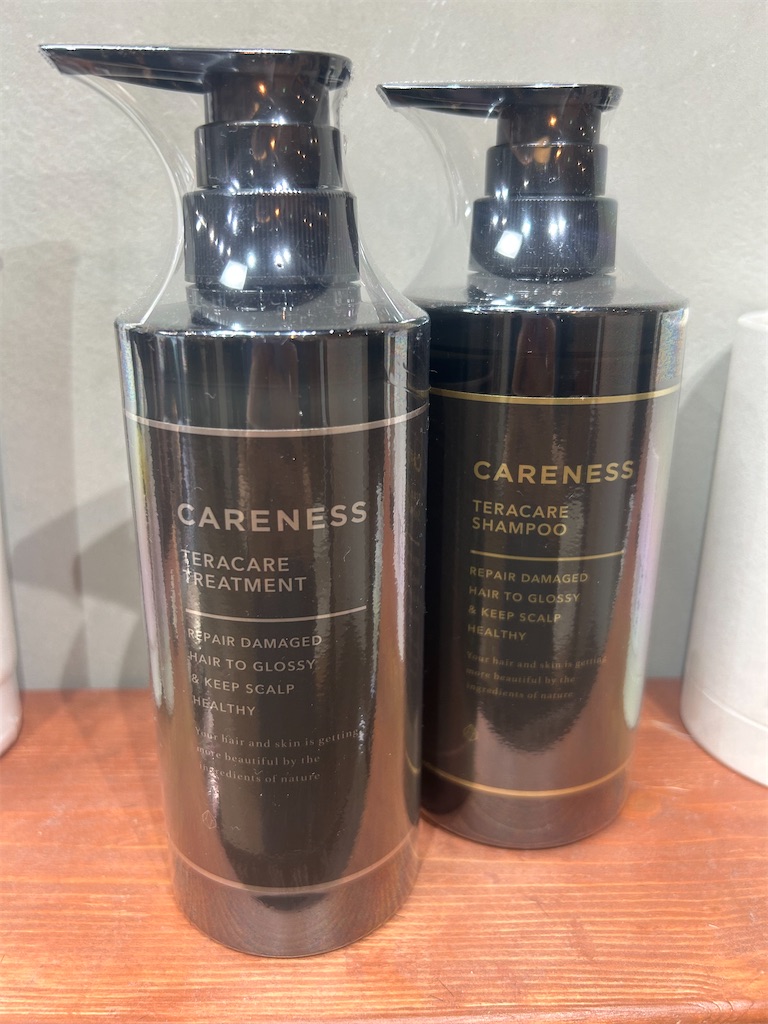 CARENESS
TERACARE
TREATMENT
REPAIR DAMAGED
HAIR TO GLOSSY
& KEEP SCALP
HEALTHY
Your hair and skin is getting
more beautiful by the
ingredients of nature
CARENESS
TERACARE
SHAMPOO
REPAIR DAMAGED
HAIR TO GLOSSY
& KEEP SCALP
HEALTHY
Your hair and skin is getting
more beautiful by the
ingredients of nature